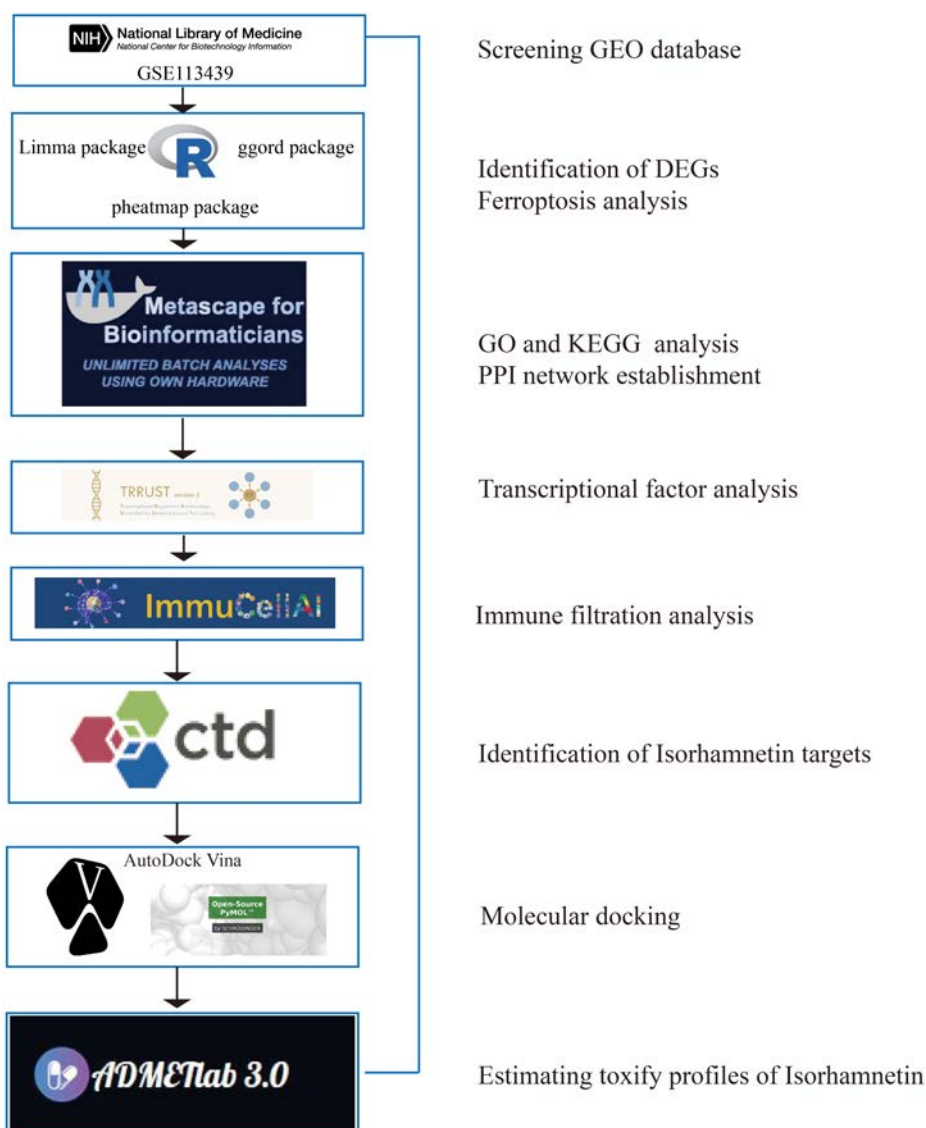 NIH National Library of Medicine
National Center for Biotechnology Information
GSE113439
Screening GEO database
Limma package
R
ggord package
pheatmap package
Identification of DEGs
Ferroptosis analysis
Metascape for
Bioinformaticians
UNLIMITED BATCH ANALYSES
USING OWN HARDWARE
GO and KEGG analysis
PPI network establishment
TRRUST
Transcriptional factor analysis
ImmuCellAI
Immune filtration analysis
ctd
Identification of Isorhamnetin targets
AutoDock Vina
V
Open-Source
PyMOL™
by SCHRÖDINGER
Molecular docking
ADMETlab 3.0
Estimating toxify profiles of Isorhamnetin